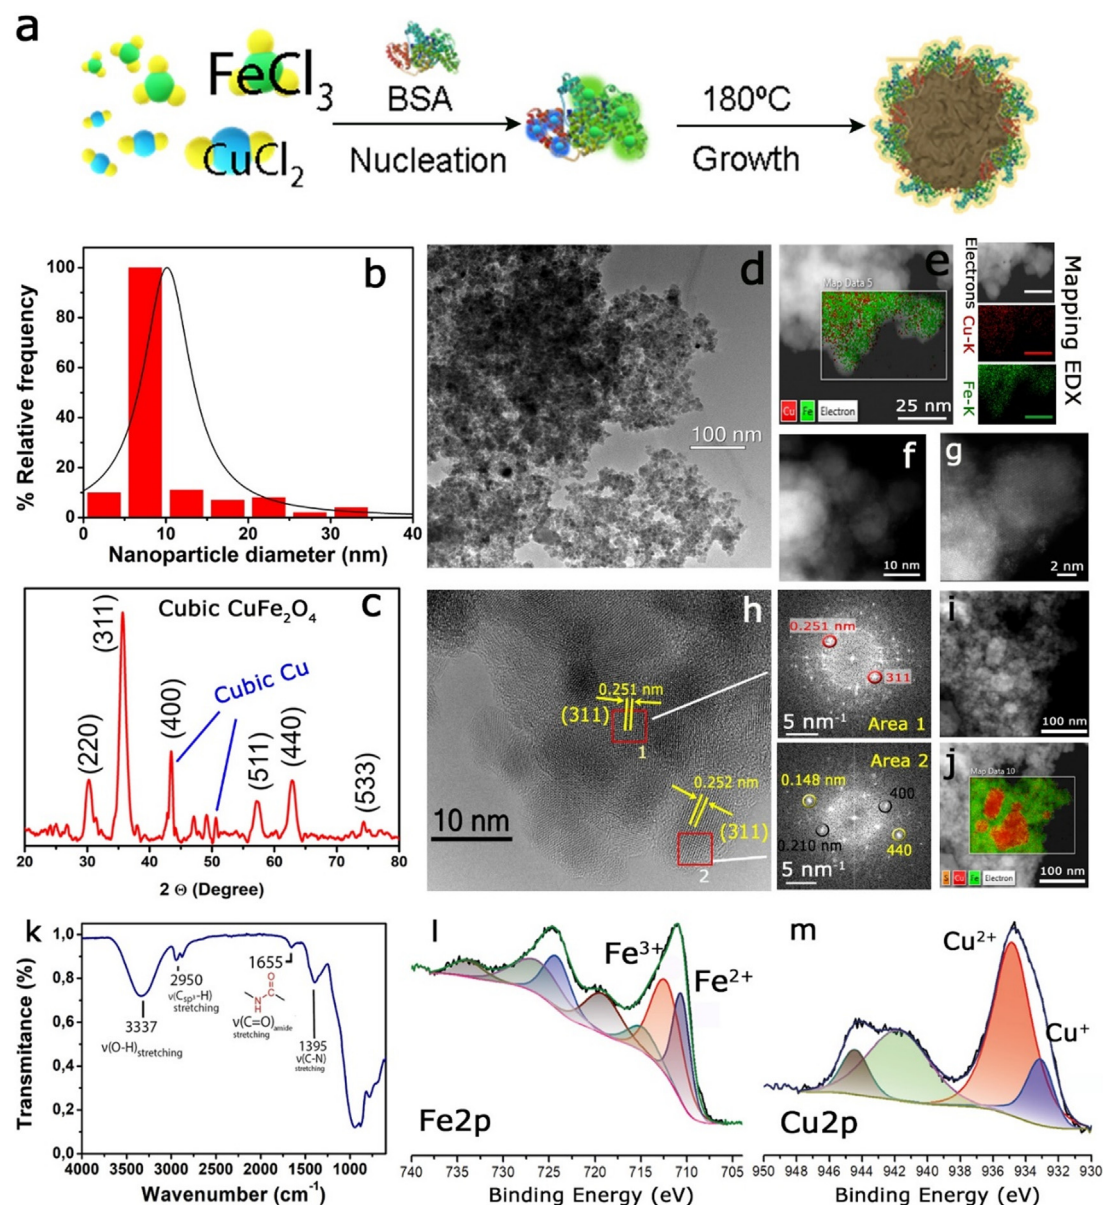 a
FeCl3
CuCl2
BSA
Nucleation
180ºC
Growth
b
% Relative frequency
100
80
60
40
20
0
0 10 20 30 40
Nanoparticle diameter (nm)
c
Cubic CuFe2O4
Cubic Cu
(220)
(311)
(400)
(511)
(440)
(533)
20 30 40 50 60 70 80
2 Θ (Degree)
d
100 nm
e
Map Data 5
Cu Fe Electron
25 nm
Electrons
Cu-K
Fe-K
Mapping EDX
f
10 nm
g
2 nm
h
0.251 nm
(311)
1
0.252 nm
(311)
2
10 nm
0.251 nm
311
5 nm-1
Area 1
Area 2
0.148 nm
400
0.210 nm
440
5 nm-1
i
100 nm
j
Map Data 10
Cu Fe Electron
100 nm
k
Transmitance (%)
1,0
0,8
0,6
0,4
0,2
0,0
3337
ν(O-H)stretching
2950
ν(Csp3-H)
stretching
1655
O
N
H
ν(C=O)amide
stretching
1395
ν(C-N)
stretching
4000 3500 3000 2500 2000 1500 1000
Wavenumber (cm-1)
l
Fe3+
Fe2+
Fe2p
740 735 730 725 720 715 710 705
Binding Energy (eV)
m
Cu2+
Cu+
Cu2p
950 948 946 944 942 940 938 936 934 932 930
Binding Energy (eV)